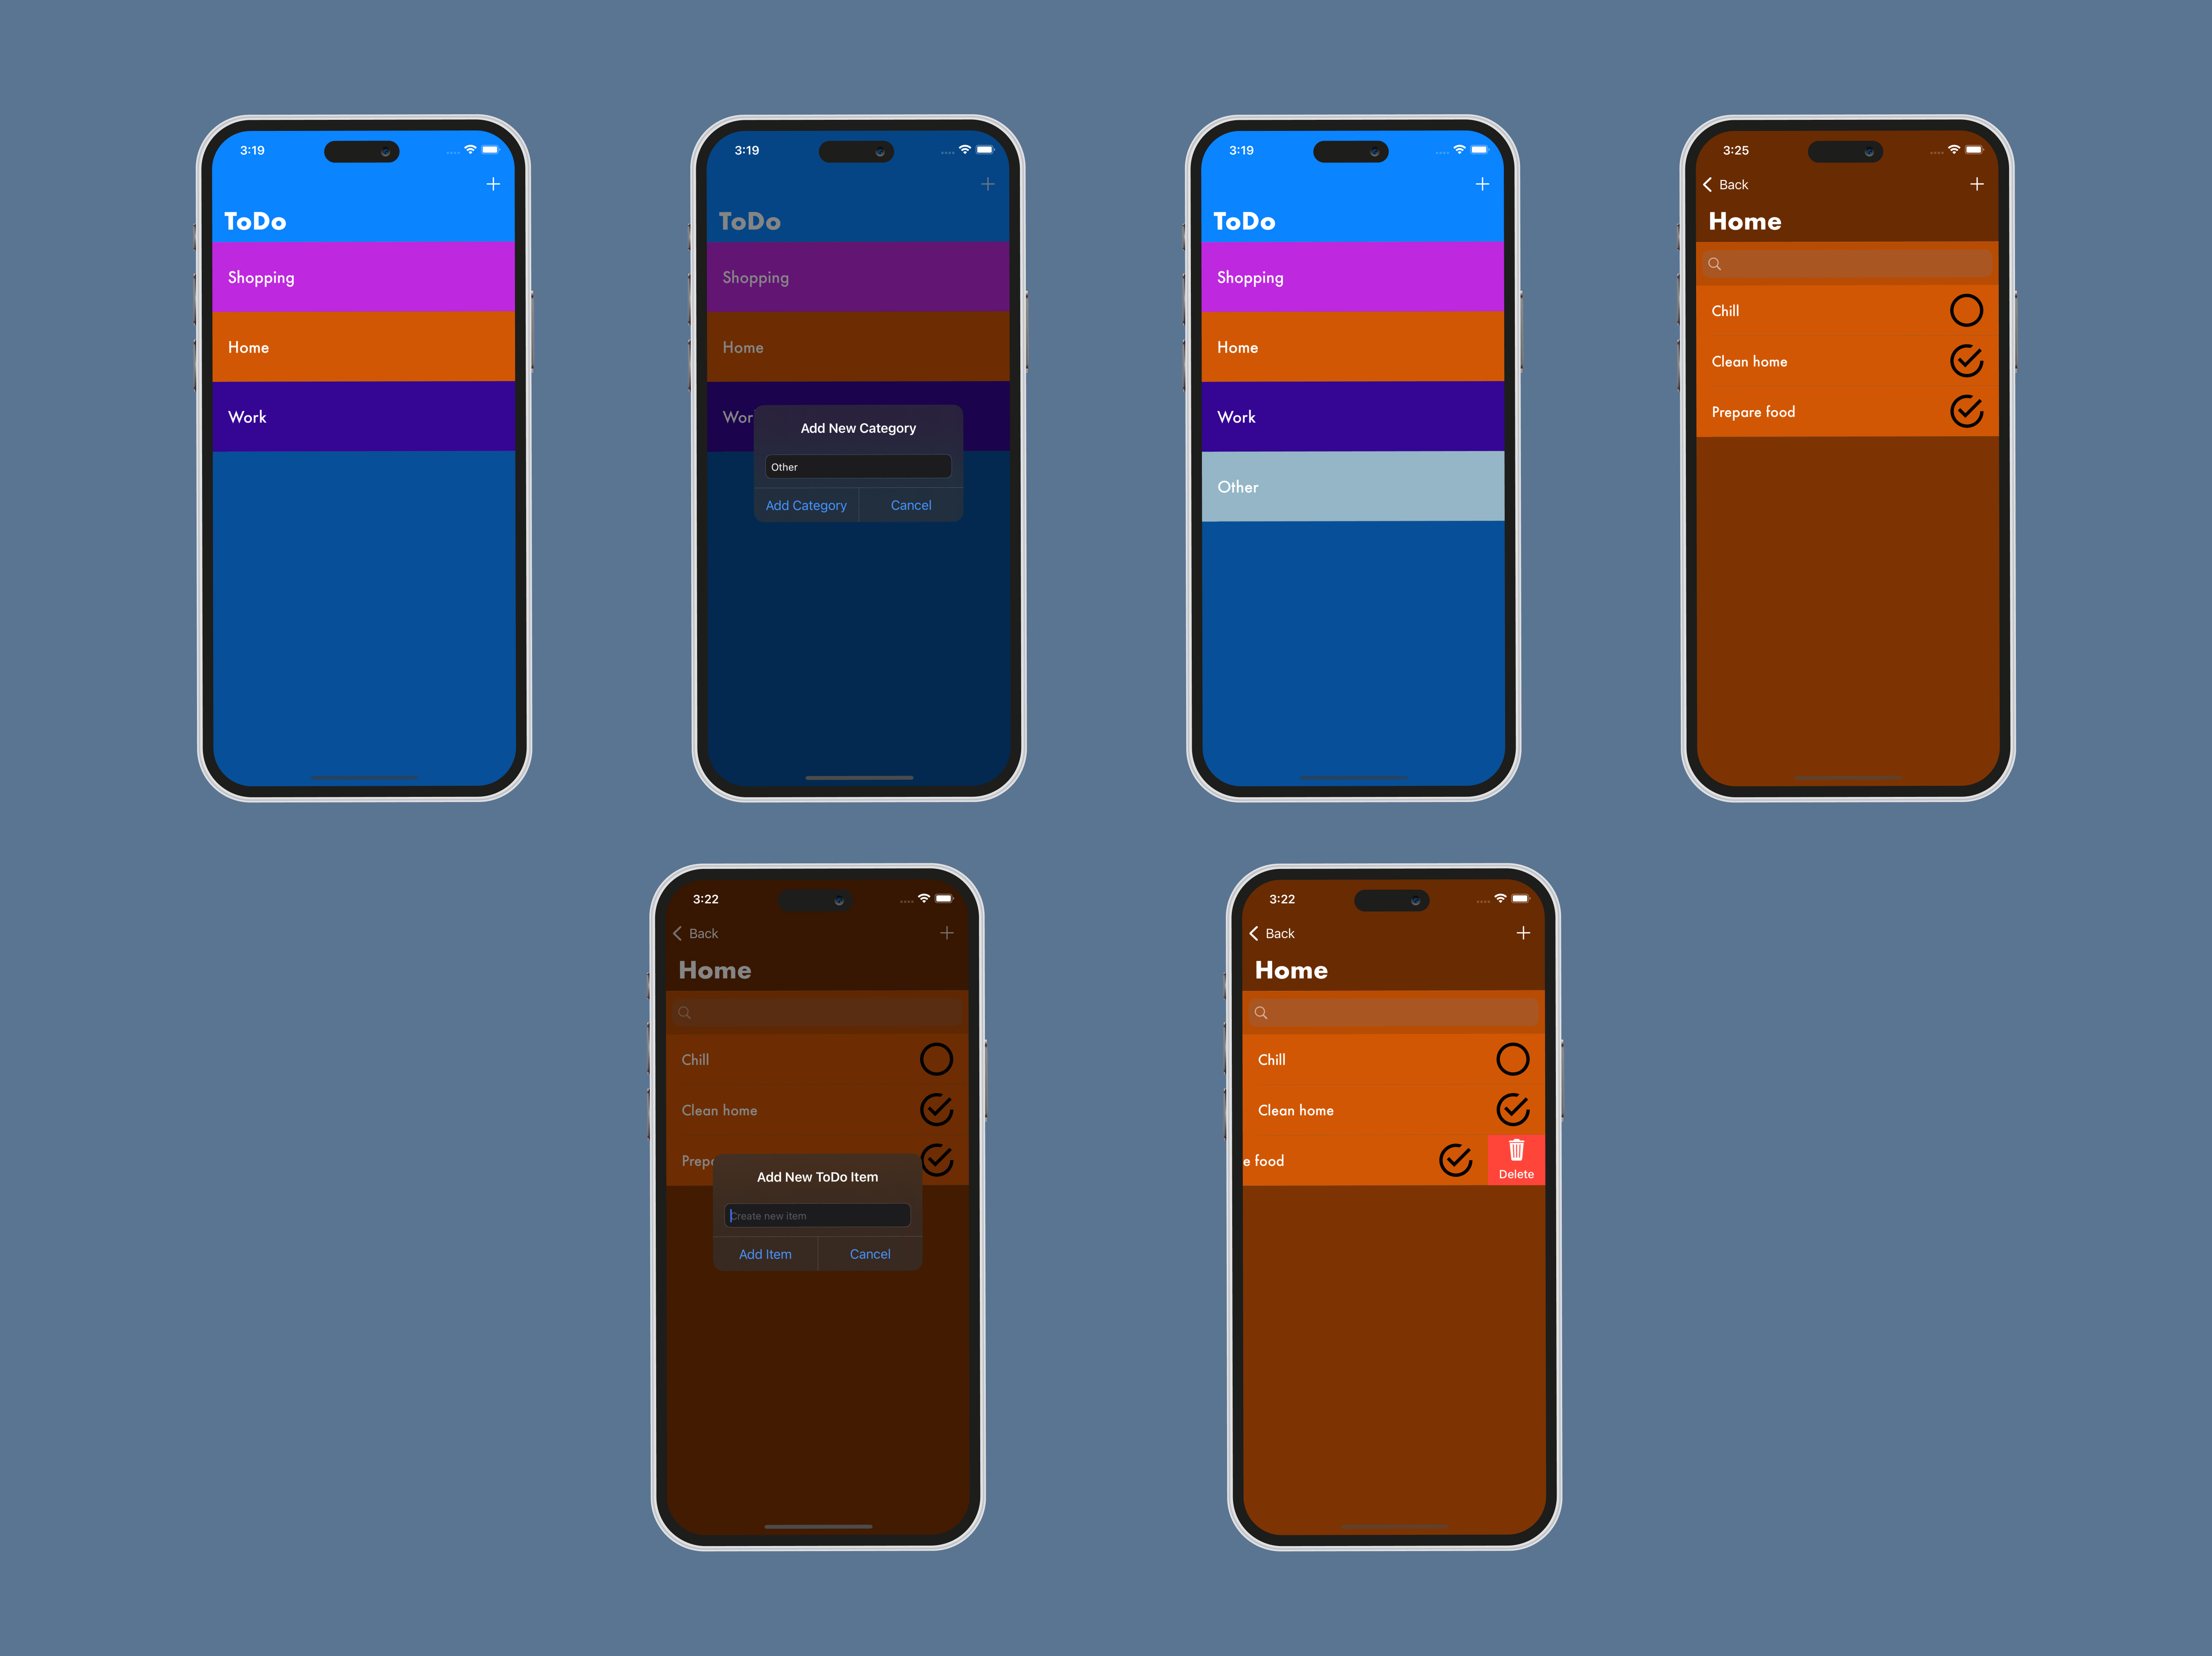 3:19
ToDo
Shopping
Home
Work
3:19
ToDo
Shopping
Home
Wor
Add New Category
Other
Add Category Cancel
3:19
ToDo
Shopping
Home
Work
Other
3:25
Back
Home
Chill
Clean home
Prepare food
3:22
Back
Home
Chill
Clean home
Prep
Add New ToDo Item
Create new item
Add Item Cancel
3:22
Back
Home
Chill
Clean home
e food
Delete